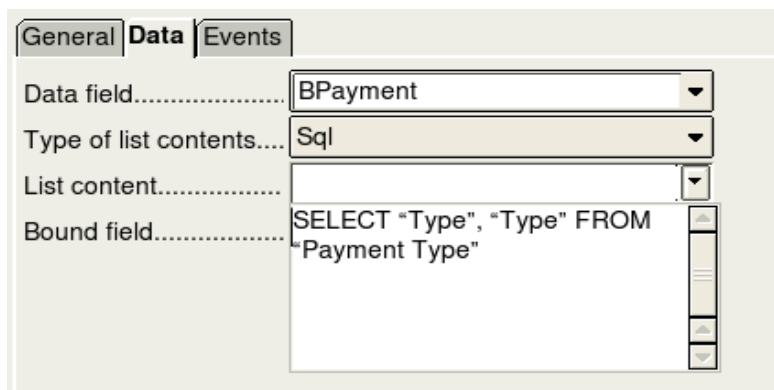 General Data Events
Data field..................... BPayment
Type of list contents.... Sql
List content.................
Bound field..................
SELECT “Type”, “Type” FROM
“Payment Type”